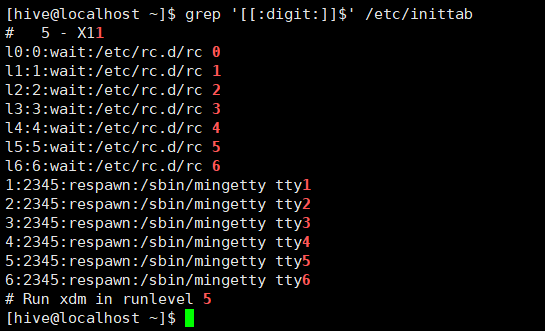 [hive@localhost ~]$ grep '[[:digit:]]$' /etc/inittab
#   5 - X11
l0:0:wait:/etc/rc.d/rc 0
l1:1:wait:/etc/rc.d/rc 1
l2:2:wait:/etc/rc.d/rc 2
l3:3:wait:/etc/rc.d/rc 3
l4:4:wait:/etc/rc.d/rc 4
l5:5:wait:/etc/rc.d/rc 5
l6:6:wait:/etc/rc.d/rc 6
1:2345:respawn:/sbin/mingetty tty1
2:2345:respawn:/sbin/mingetty tty2
3:2345:respawn:/sbin/mingetty tty3
4:2345:respawn:/sbin/mingetty tty4
5:2345:respawn:/sbin/mingetty tty5
6:2345:respawn:/sbin/mingetty tty6
# Run xdm in runlevel 5
[hive@localhost ~]$